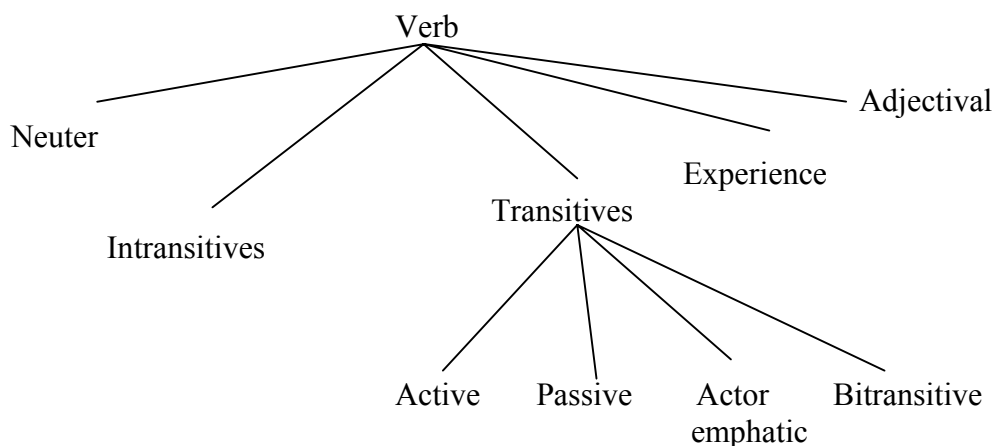 Verb
Adjectival
Neuter
Experience
Transitives
Intransitives
Active Passive Actor Bitransitive
emphatic